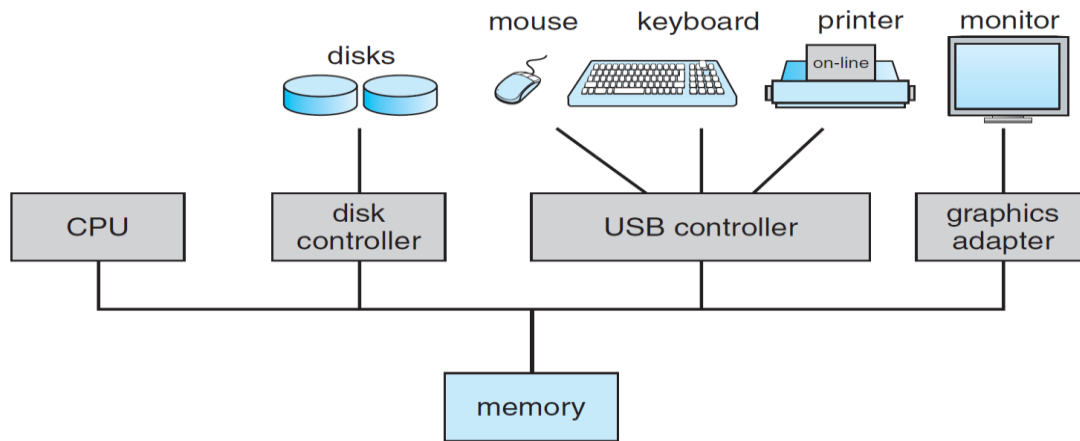 mouse
keyboard
printer
monitor
disks
on-line
CPU
disk
controller
USB controller
graphics
adapter
memory